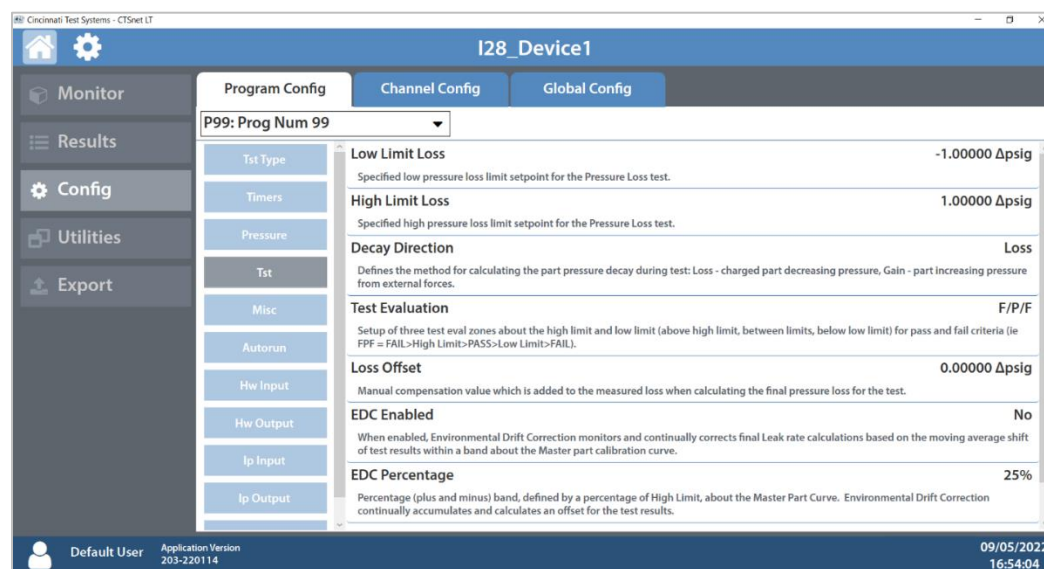 Cincinnati Test Systems - CTSnet LT
I28_Device1
Monitor
Results
Config
Utilities
Export
Program Config
Channel Config
Global Config
P99: Prog Num 99
Tst Type
Timers
Pressure
Tst
Misc
Autorun
Hw Input
Hw Output
Ip Input
Ip Output
Low Limit Loss
-1.00000 Δpsig
Specified low pressure loss limit setpoint for the Pressure Loss test.
High Limit Loss
1.00000 Δpsig
Specified high pressure loss limit setpoint for the Pressure Loss test.
Decay Direction
Loss
Defines the method for calculating the part pressure decay during test: Loss - charged part decreasing pressure, Gain - part increasing pressure
from external forces.
Test Evaluation
F/P/F
Setup of three test eval zones about the high limit and low limit (above high limit, between limits, below low limit) for pass and fail criteria (ie
FPF = FAIL>High Limit>PASS>Low Limit>FAIL).
Loss Offset
0.00000 Δpsig
Manual compensation value which is added to the measured loss when calculating the final pressure loss for the test.
EDC Enabled
No
When enabled, Environmental Drift Correction monitors and continually corrects final Leak rate calculations based on the moving average shift
of test results within a band about the Master part calibration curve.
EDC Percentage
25%
Percentage (plus and minus) band, defined by a percentage of High Limit, about the Master Part Curve. Environmental Drift Correction
continually accumulates and calculates an offset for the test results.
Default User
Application Version
203-220114
09/05/2022
16:54:04